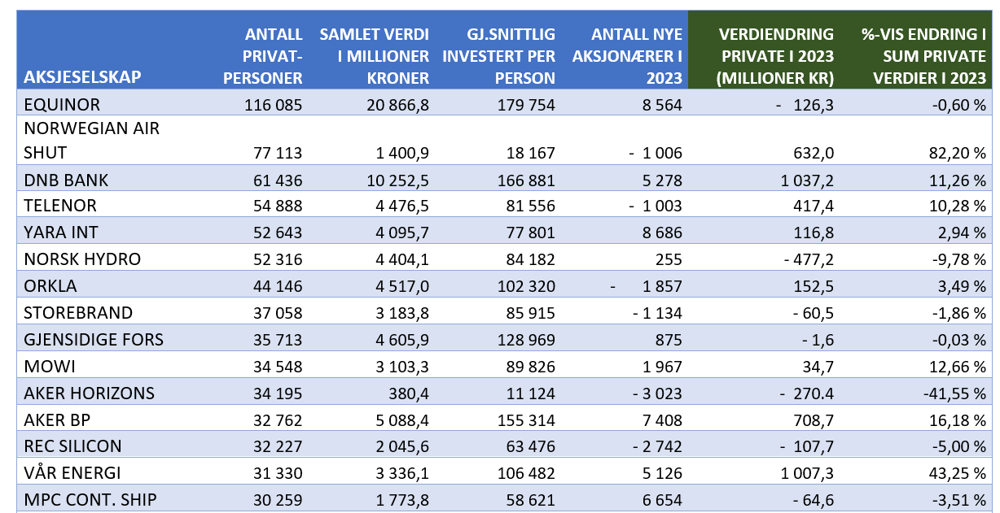 AKSJESELSKAP ANTALL PRIVAT- PERSONER SAMLET VERDI I MILLIONER KRONER GJ.SNITTLIG INVESTERT PER PERSON ANTALL NYE AKSJONÆRER I 2023 VERDIENDRING PRIVATE I 2023 (MILLIONER KR) %-VIS ENDRING I SUM PRIVATE VERDIER I 2023
EQUINOR 116 085 20 866,8 179 754 8 564 - 126,3 -0,60 %
NORWEGIAN AIR
SHUT 77 113 1 400,9 18 167 - 1 006 632,0 82,20 %
DNB BANK 61 436 10 252,5 166 881 5 278 1 037,2 11,26 %
TELENOR 54 888 4 476,5 81 556 - 1 003 417,4 10,28 %
YARA INT 52 643 4 095,7 77 801 8 686 116,8 2,94 %
NORSK HYDRO 52 316 4 404,1 84 182 255 - 477,2 -9,78 %
ORKLA 44 146 4 517,0 102 320 - 1 857 152,5 3,49 %
STOREBRAND 37 058 3 183,8 85 915 - 1 134 - 60,5 -1,86 %
GJENSIDIGE FORS 35 713 4 605,9 128 969 875 - 1,6 -0,03 %
MOWI 34 548 3 103,3 89 826 1 967 34,7 12,66 %
AKER HORIZONS 34 195 380,4 11 124 - 3 023 - 270.4 -41,55 %
AKER BP 32 762 5 088,4 155 314 7 408 708,7 16,18 %
REC SILICON 32 227 2 045,6 63 476 - 2 742 - 107,7 -5,00 %
VÅR ENERGI 31 330 3 336,1 106 482 5 126 1 007,3 43,25 %
MPC CONT. SHIP 30 259 1 773,8 58 621 6 654 - 64,6 -3,51 %